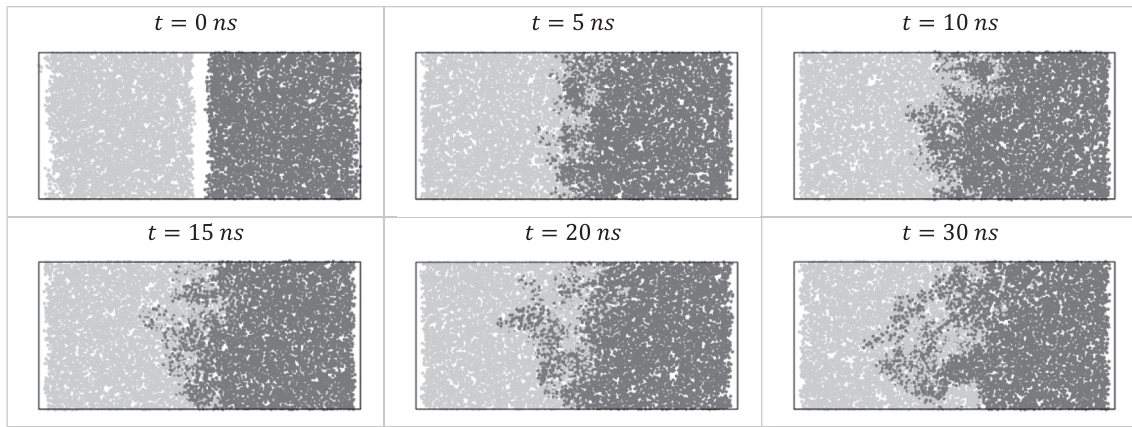 t = 0 ns
t = 5 ns
t = 10 ns
t = 15 ns
t = 20 ns
t = 30 ns